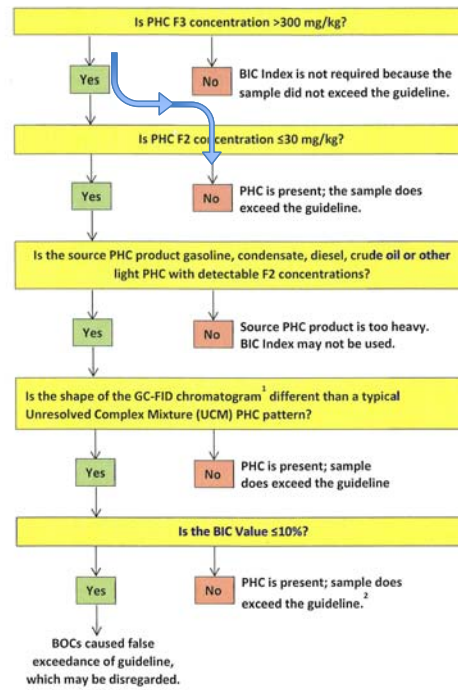 Is PHC F3 concentration >300 mg/kg?
Yes
No
BIC Index is not required because the
sample did not exceed the guideline.
Is PHC F2 concentration ≤30 mg/kg?
Yes
No
PHC is present; the sample does
exceed the guideline.
Is the source PHC product gasoline, condensate, diesel, crude oil or other
light PHC with detectable F2 concentrations?
Yes
No
Source PHC product is too heavy.
BIC Index may not be used.
Is the shape of the GC-FID chromatogram¹ different than a typical
Unresolved Complex Mixture (UCM) PHC pattern?
Yes
No
PHC is present; sample
does exceed the guideline
Is the BIC Value ≤10%?
Yes
No
PHC is present; sample does
exceed the guideline.²
BOCs caused false
exceedance of guideline,
which may be disregarded.